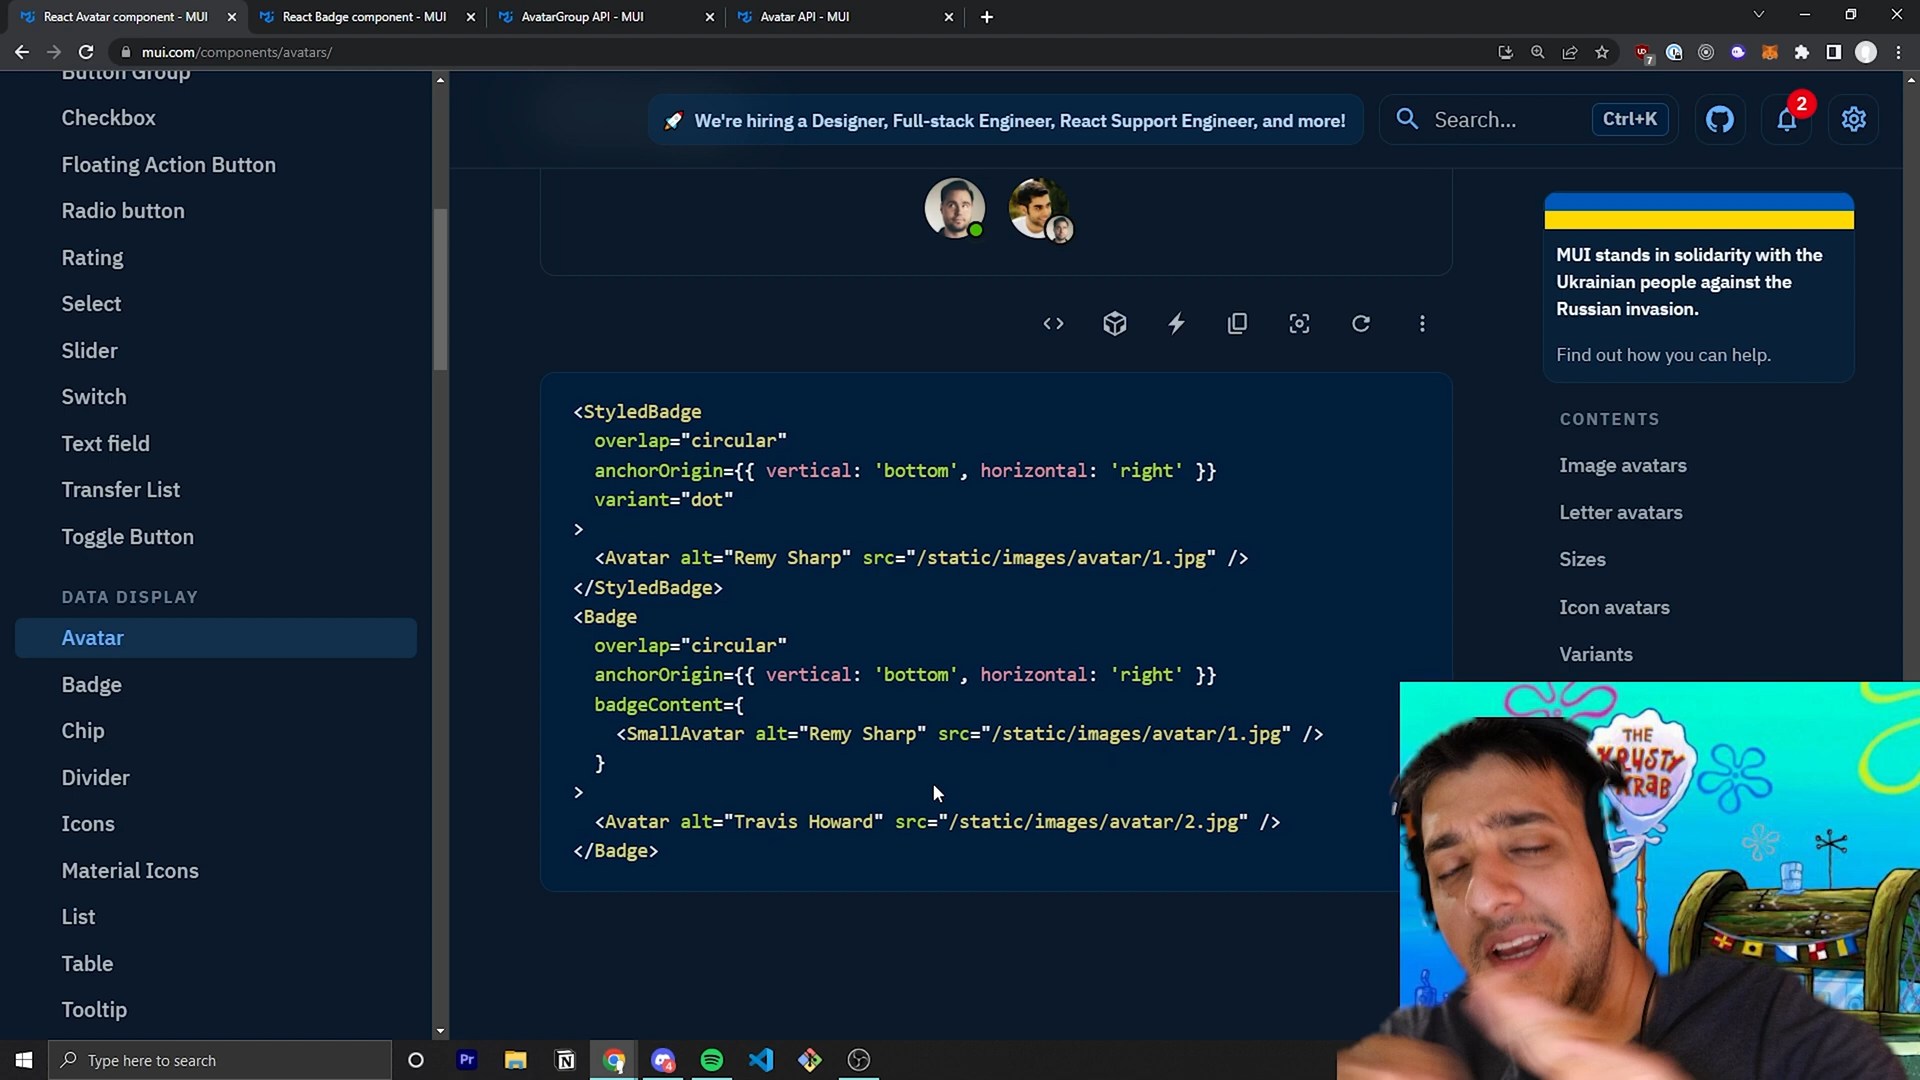 React Avatar component - MUI
React Badge component - MUI
AvatarGroup API - MUI
Avatar API - MUI
mui.com/components/avatars/
7
Button Group
Checkbox
Floating Action Button
Radio button
Rating
Select
Slider
Switch
Text field
Transfer List
Toggle Button
DATA DISPLAY
Avatar
Badge
Chip
Divider
Icons
Material Icons
List
Table
Tooltip
We're hiring a Designer, Full-stack Engineer, React Support Engineer, and more!
Search...
Ctrl+K
2
<StyledBadge
overlap="circular"
anchorOrigin={{ vertical: 'bottom', horizontal: 'right' }}
variant="dot"
>
<Avatar alt="Remy Sharp" src="/static/images/avatar/1.jpg" />
</StyledBadge>
<Badge
overlap="circular"
anchorOrigin={{ vertical: 'bottom', horizontal: 'right' }}
badgeContent={
<SmallAvatar alt="Remy Sharp" src="/static/images/avatar/1.jpg" />
}
>
<Avatar alt="Travis Howard" src="/static/images/avatar/2.jpg" />
</Badge>
MUI stands in solidarity with the
Ukrainian people against the
Russian invasion.
Find out how you can help.
CONTENTS
Image avatars
Letter avatars
Sizes
Icon avatars
Variants
THE
KRUSTY
KRAB
Type here to search
Pr
4